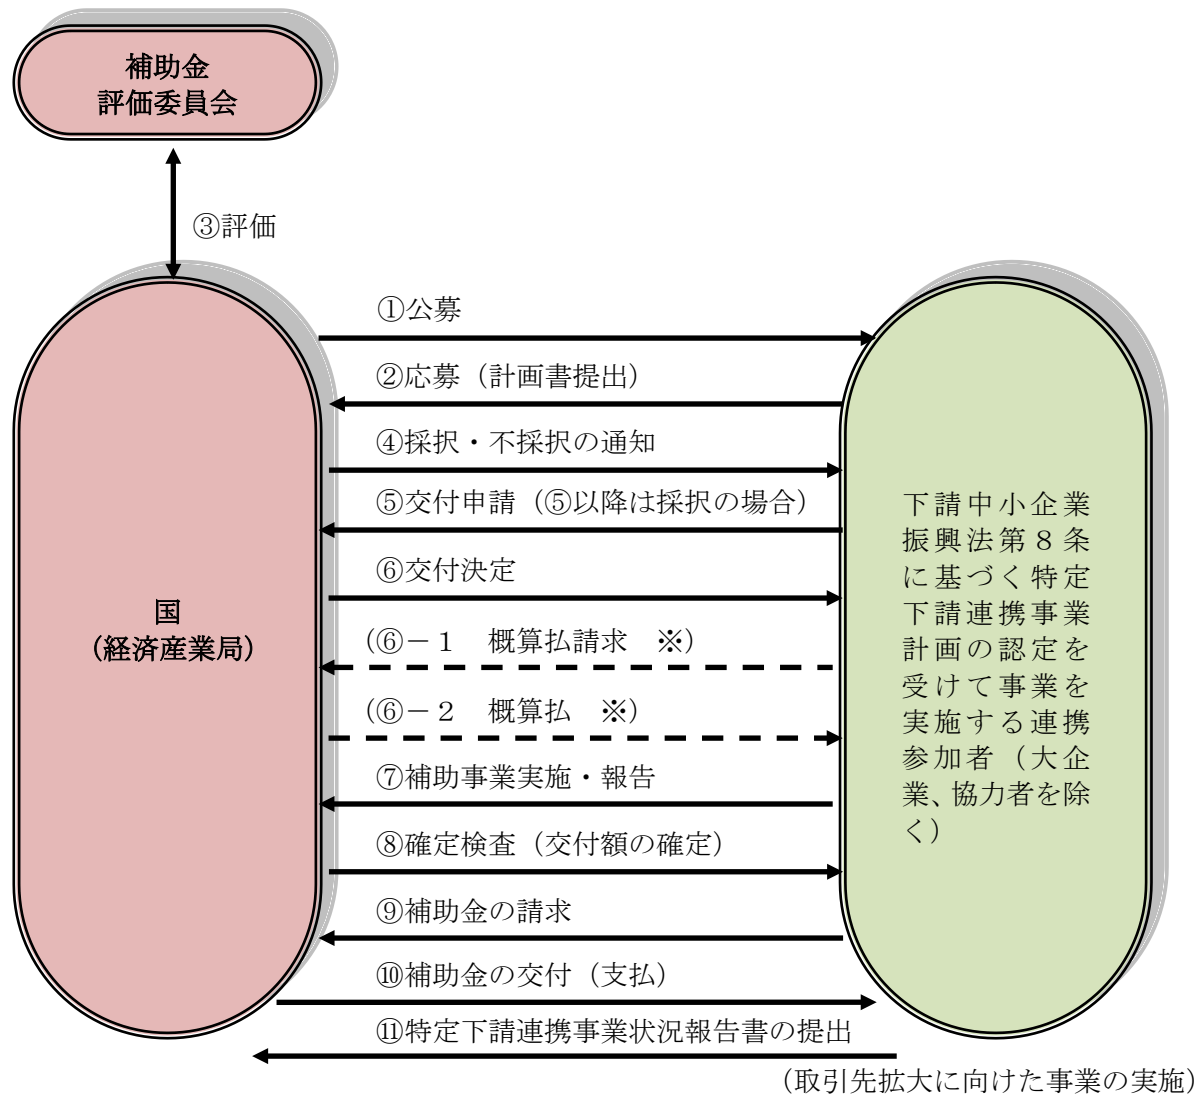 補助金
評価委員会
③評価
①公募
②応募（計画書提出）
④採択・不採択の通知
⑤交付申請（⑤以降は採択の場合）
⑥交付決定
（⑥－１　概算払請求　※）
（⑥－２　概算払　※）
⑦補助事業実施・報告
⑧確定検査（交付額の確定）
⑨補助金の請求
⑩補助金の交付（支払）
⑪特定下請連携事業状況報告書の提出
（取引先拡大に向けた事業の実施）
国
（経済産業局）
下請中小企業
振興法第８条
に基づく特定
下請連携事業
計画の認定を
受けて事業を
実施する連携
参加者（大企
業、協力者を除
く）